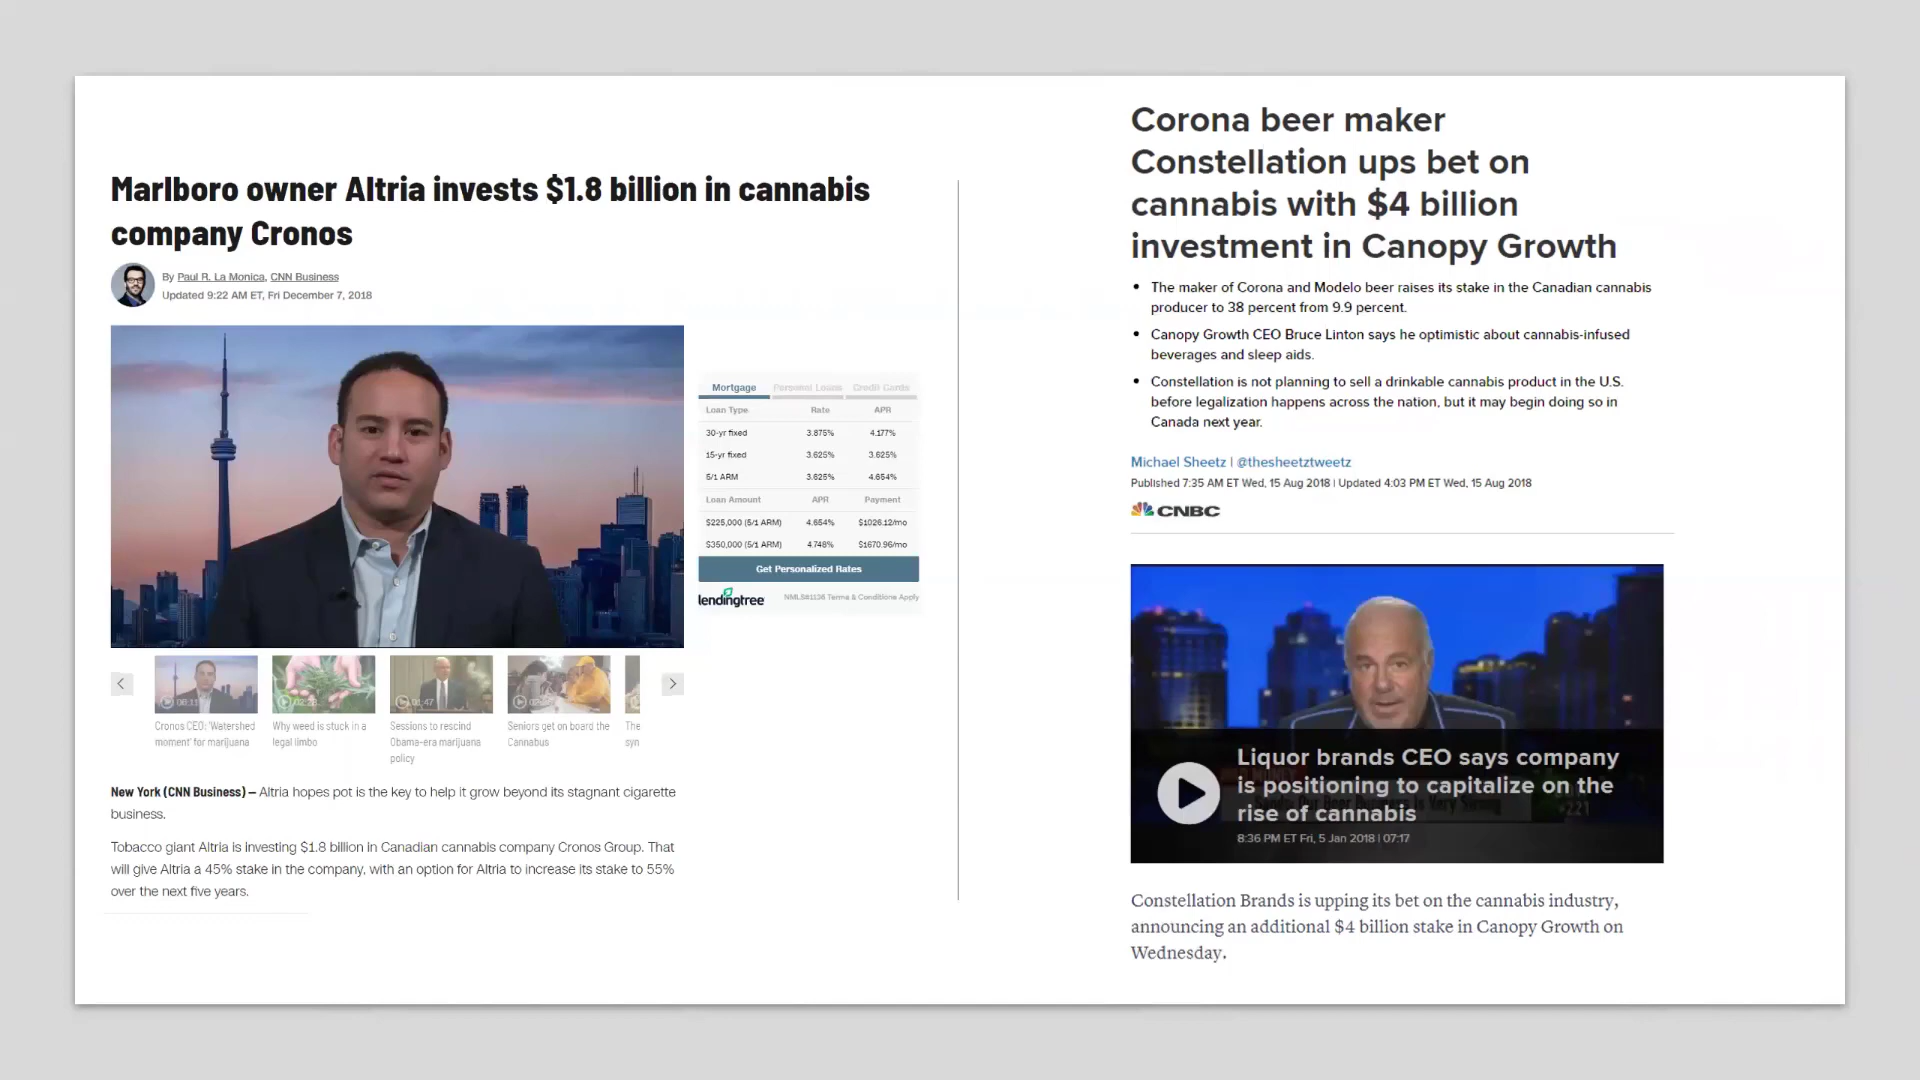 Marlboro owner Altria invests $1.8 billion in cannabis
company Cronos
By Paul R. La Monica, CNN Business
Updated 9:22 AM ET, Fri December 7, 2018
Mortgage Personal Loans Credit Cards
Loan Type Rate APR
30-yr fixed 3.875% 4.177%
15-yr fixed 3.625% 3.625%
5/1 ARM 3.625% 4.654%
Loan Amount APR Payment
$225,000 (5/1 ARM) 4.654% $1026.12/mo
$350,000 (5/1 ARM) 4.748% $1670.96/mo
Get Personalized Rates
lendingtree NMLS#1136 Terms & Conditions Apply
Cronos CEO: 'Watershed
moment' for marijuana
Why weed is stuck in a
legal limbo
Sessions to rescind
Obama-era marijuana
policy
Seniors get on board the
Cannabus
The
syn
New York (CNN Business) — Altria hopes pot is the key to help it grow beyond its stagnant cigarette
business.
Tobacco giant Altria is investing $1.8 billion in Canadian cannabis company Cronos Group. That
will give Altria a 45% stake in the company, with an option for Altria to increase its stake to 55%
over the next five years.
Corona beer maker
Constellation ups bet on
cannabis with $4 billion
investment in Canopy Growth
• The maker of Corona and Modelo beer raises its stake in the Canadian cannabis
producer to 38 percent from 9.9 percent.
• Canopy Growth CEO Bruce Linton says he optimistic about cannabis-infused
beverages and sleep aids.
• Constellation is not planning to sell a drinkable cannabis product in the U.S.
before legalization happens across the nation, but it may begin doing so in
Canada next year.
Michael Sheetz | @thesheetztweetz
Published 7:35 AM ET Wed, 15 Aug 2018 | Updated 4:03 PM ET Wed, 15 Aug 2018
CNBC
Liquor brands CEO says company
is positioning to capitalize on the
rise of cannabis
8:36 PM ET Fri, 5 Jan 2018 | 07:17
Constellation Brands is upping its bet on the cannabis industry,
announcing an additional $4 billion stake in Canopy Growth on
Wednesday.